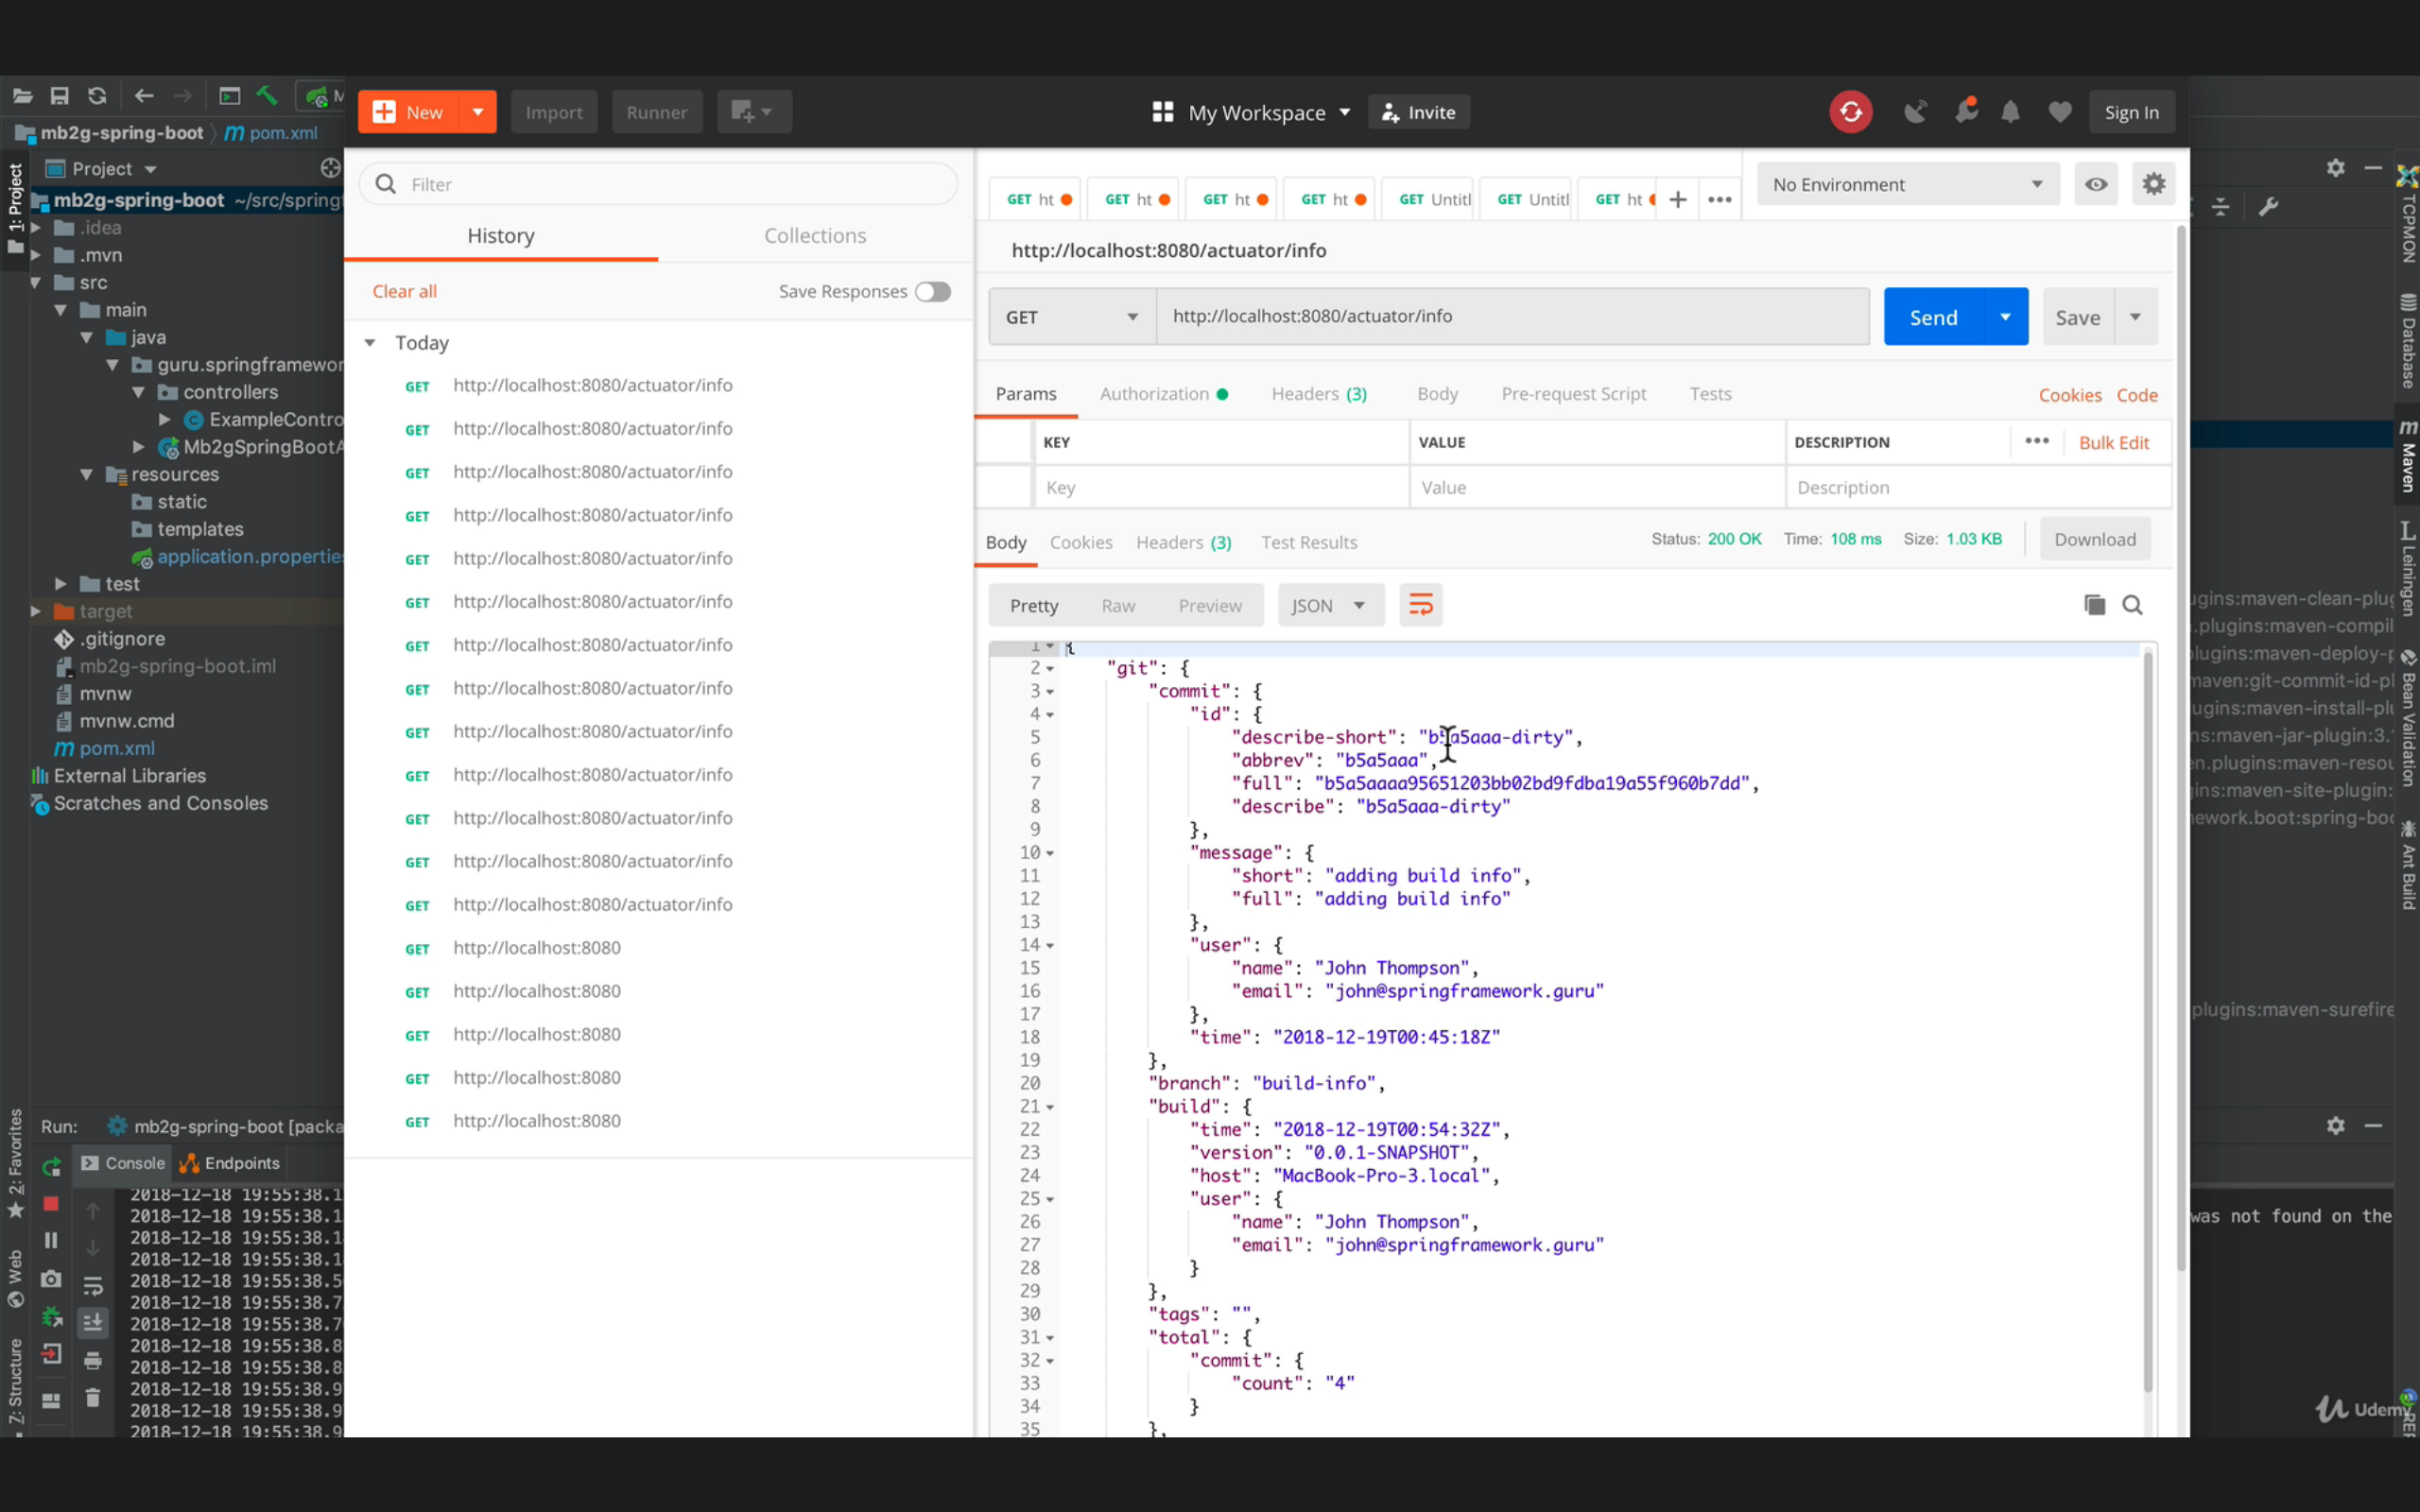 New
Import
Runner
My Workspace
Invite
Sign In
mb2g-spring-boot
pom.xml
Project
1: Project
mb2g-spring-boot ~/src/spring
.idea
.mvn
src
main
java
guru.springframewor
controllers
ExampleContro
Mb2gSpringBootA
resources
static
templates
application.propertie
test
target
.gitignore
mb2g-spring-boot.iml
mvnw
mvnw.cmd
pom.xml
External Libraries
Scratches and Consoles
Run: mb2g-spring-boot [packa
Console
Endpoints
2018-12-18 19:55:38.1
2018-12-18 19:55:38.1
2018-12-18 19:55:38.1
2018-12-18 19:55:38.1
2018-12-18 19:55:38.5
2018-12-18 19:55:38.7
2018-12-18 19:55:38.7
2018-12-18 19:55:38.8
2018-12-18 19:55:38.8
2018-12-18 19:55:38.9
2018-12-18 19:55:38.9
2018-12-18 19:55:38.9
2: Favorites
Web
Z: Structure
Filter
History
Collections
Clear all
Save Responses
Today
GET http://localhost:8080/actuator/info
GET http://localhost:8080/actuator/info
GET http://localhost:8080/actuator/info
GET http://localhost:8080/actuator/info
GET http://localhost:8080/actuator/info
GET http://localhost:8080/actuator/info
GET http://localhost:8080/actuator/info
GET http://localhost:8080/actuator/info
GET http://localhost:8080/actuator/info
GET http://localhost:8080/actuator/info
GET http://localhost:8080/actuator/info
GET http://localhost:8080/actuator/info
GET http://localhost:8080/actuator/info
GET http://localhost:8080
GET http://localhost:8080
GET http://localhost:8080
GET http://localhost:8080
GET http://localhost:8080
GET ht
GET ht
GET ht
GET ht
GET Untitl
GET Untitl
GET ht
No Environment
http://localhost:8080/actuator/info
GET
http://localhost:8080/actuator/info
Send
Save
Params
Authorization
Headers (3)
Body
Pre-request Script
Tests
Cookies
Code
KEY
VALUE
DESCRIPTION
Bulk Edit
Key
Value
Description
Body
Cookies
Headers (3)
Test Results
Status: 200 OK
Time: 108 ms
Size: 1.03 KB
Download
Pretty
Raw
Preview
JSON
1 {
2 "git": {
3 "commit": {
4 "id": {
5 "describe-short": "b5a5aaa-dirty",
6 "abbrev": "b5a5aaa",
7 "full": "b5a5aaaa95651203bb02bd9fdba19a55f960b7dd",
8 "describe": "b5a5aaa-dirty"
9 },
10 "message": {
11 "short": "adding build info",
12 "full": "adding build info"
13 },
14 "user": {
15 "name": "John Thompson",
16 "email": "john@springframework.guru"
17 },
18 "time": "2018-12-19T00:45:18Z"
19 },
20 "branch": "build-info",
21 "build": {
22 "time": "2018-12-19T00:54:32Z",
23 "version": "0.0.1-SNAPSHOT",
24 "host": "MacBook-Pro-3.local",
25 "user": {
26 "name": "John Thompson",
27 "email": "john@springframework.guru"
28 }
29 },
30 "tags": "",
31 "total": {
32 "commit": {
33 "count": "4"
34 }
35 },
ugins:maven-clean-plug
.plugins:maven-compil
lugins:maven-deploy-p
maven:git-commit-id-pl
ugins:maven-install-plu
ugins:maven-jar-plugin:3.
en.plugins:maven-resou
ins:maven-site-plugin:
ework.boot:spring-boo
plugins:maven-surefire
was not found on the
TCPMON
Database
Maven
Leiningen
Bean Validation
Ant Build
Udemy